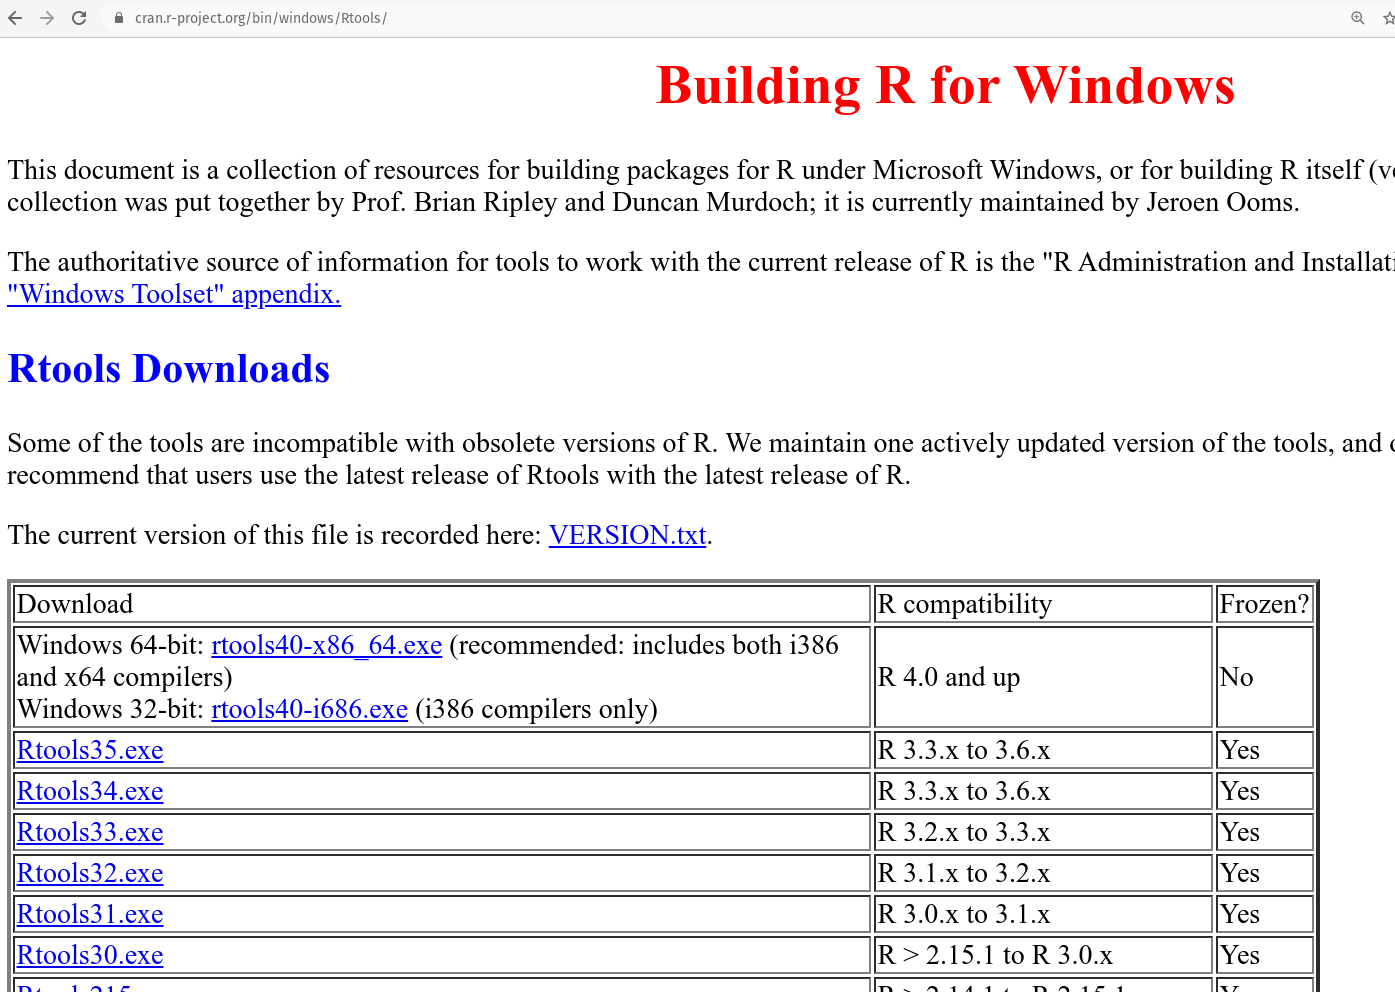 cran.r-project.org/bin/windows/Rtools/
Building R for Windows
This document is a collection of resources for building packages for R under Microsoft Windows, or for building R itself
collection was put together by Prof. Brian Ripley and Duncan Murdoch; it is currently maintained by Jeroen Ooms.
The authoritative source of information for tools to work with the current release of R is the "R Administration and
"Windows Toolset" appendix.
Rtools Downloads
Some of the tools are incompatible with obsolete versions of R. We maintain one actively updated version of the tools, and
recommend that users use the latest release of Rtools with the latest release of R.
The current version of this file is recorded here: VERSION.txt.
Download R compatibility Frozen?
Windows 64-bit: rtools40-x86_64.exe (recommended: includes both i386
and x64 compilers)
Windows 32-bit: rtools40-i686.exe (i386 compilers only)
R 4.0 and up
No
Rtools35.exe R 3.3.x to 3.6.x Yes
Rtools34.exe R 3.3.x to 3.6.x Yes
Rtools33.exe R 3.2.x to 3.3.x Yes
Rtools32.exe R 3.1.x to 3.2.x Yes
Rtools31.exe R 3.0.x to 3.1.x Yes
Rtools30.exe R > 2.15.1 to R 3.0.x Yes